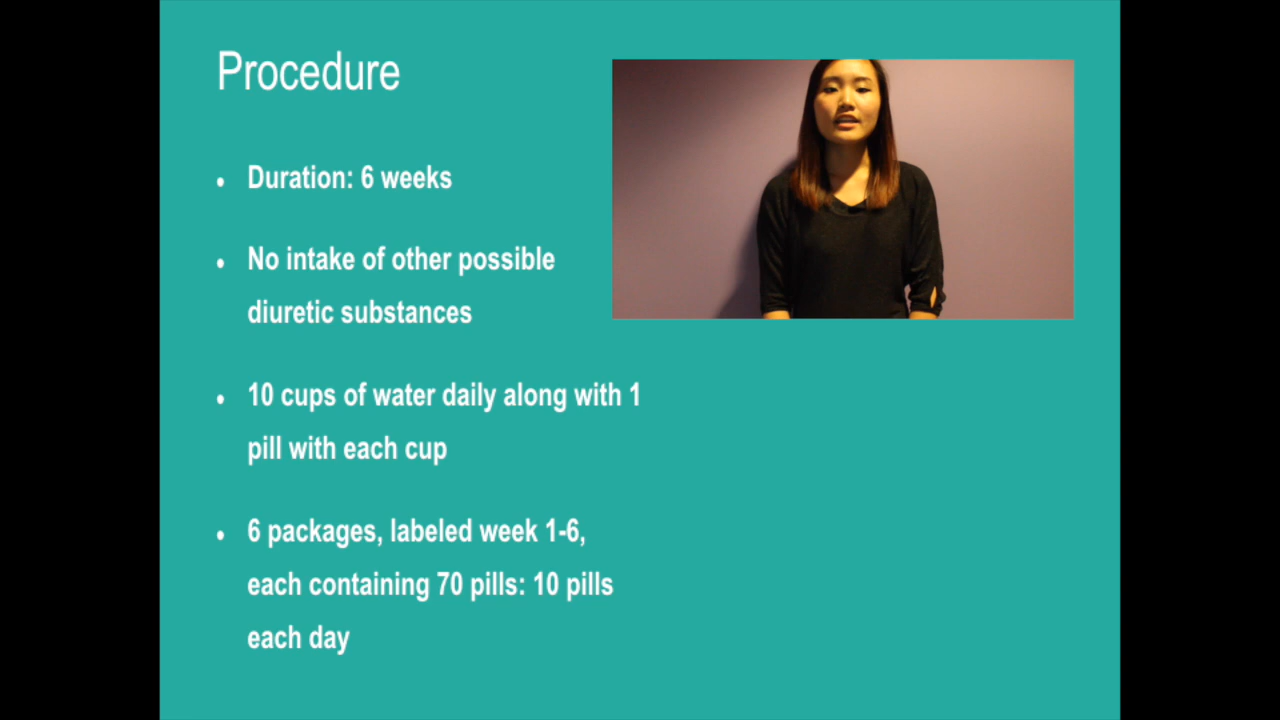 Procedure
• Duration: 6 weeks
• No intake of other possible
diuretic substances
• 10 cups of water daily along with 1
pill with each cup
• 6 packages, labeled week 1-6,
each containing 70 pills: 10 pills
each day